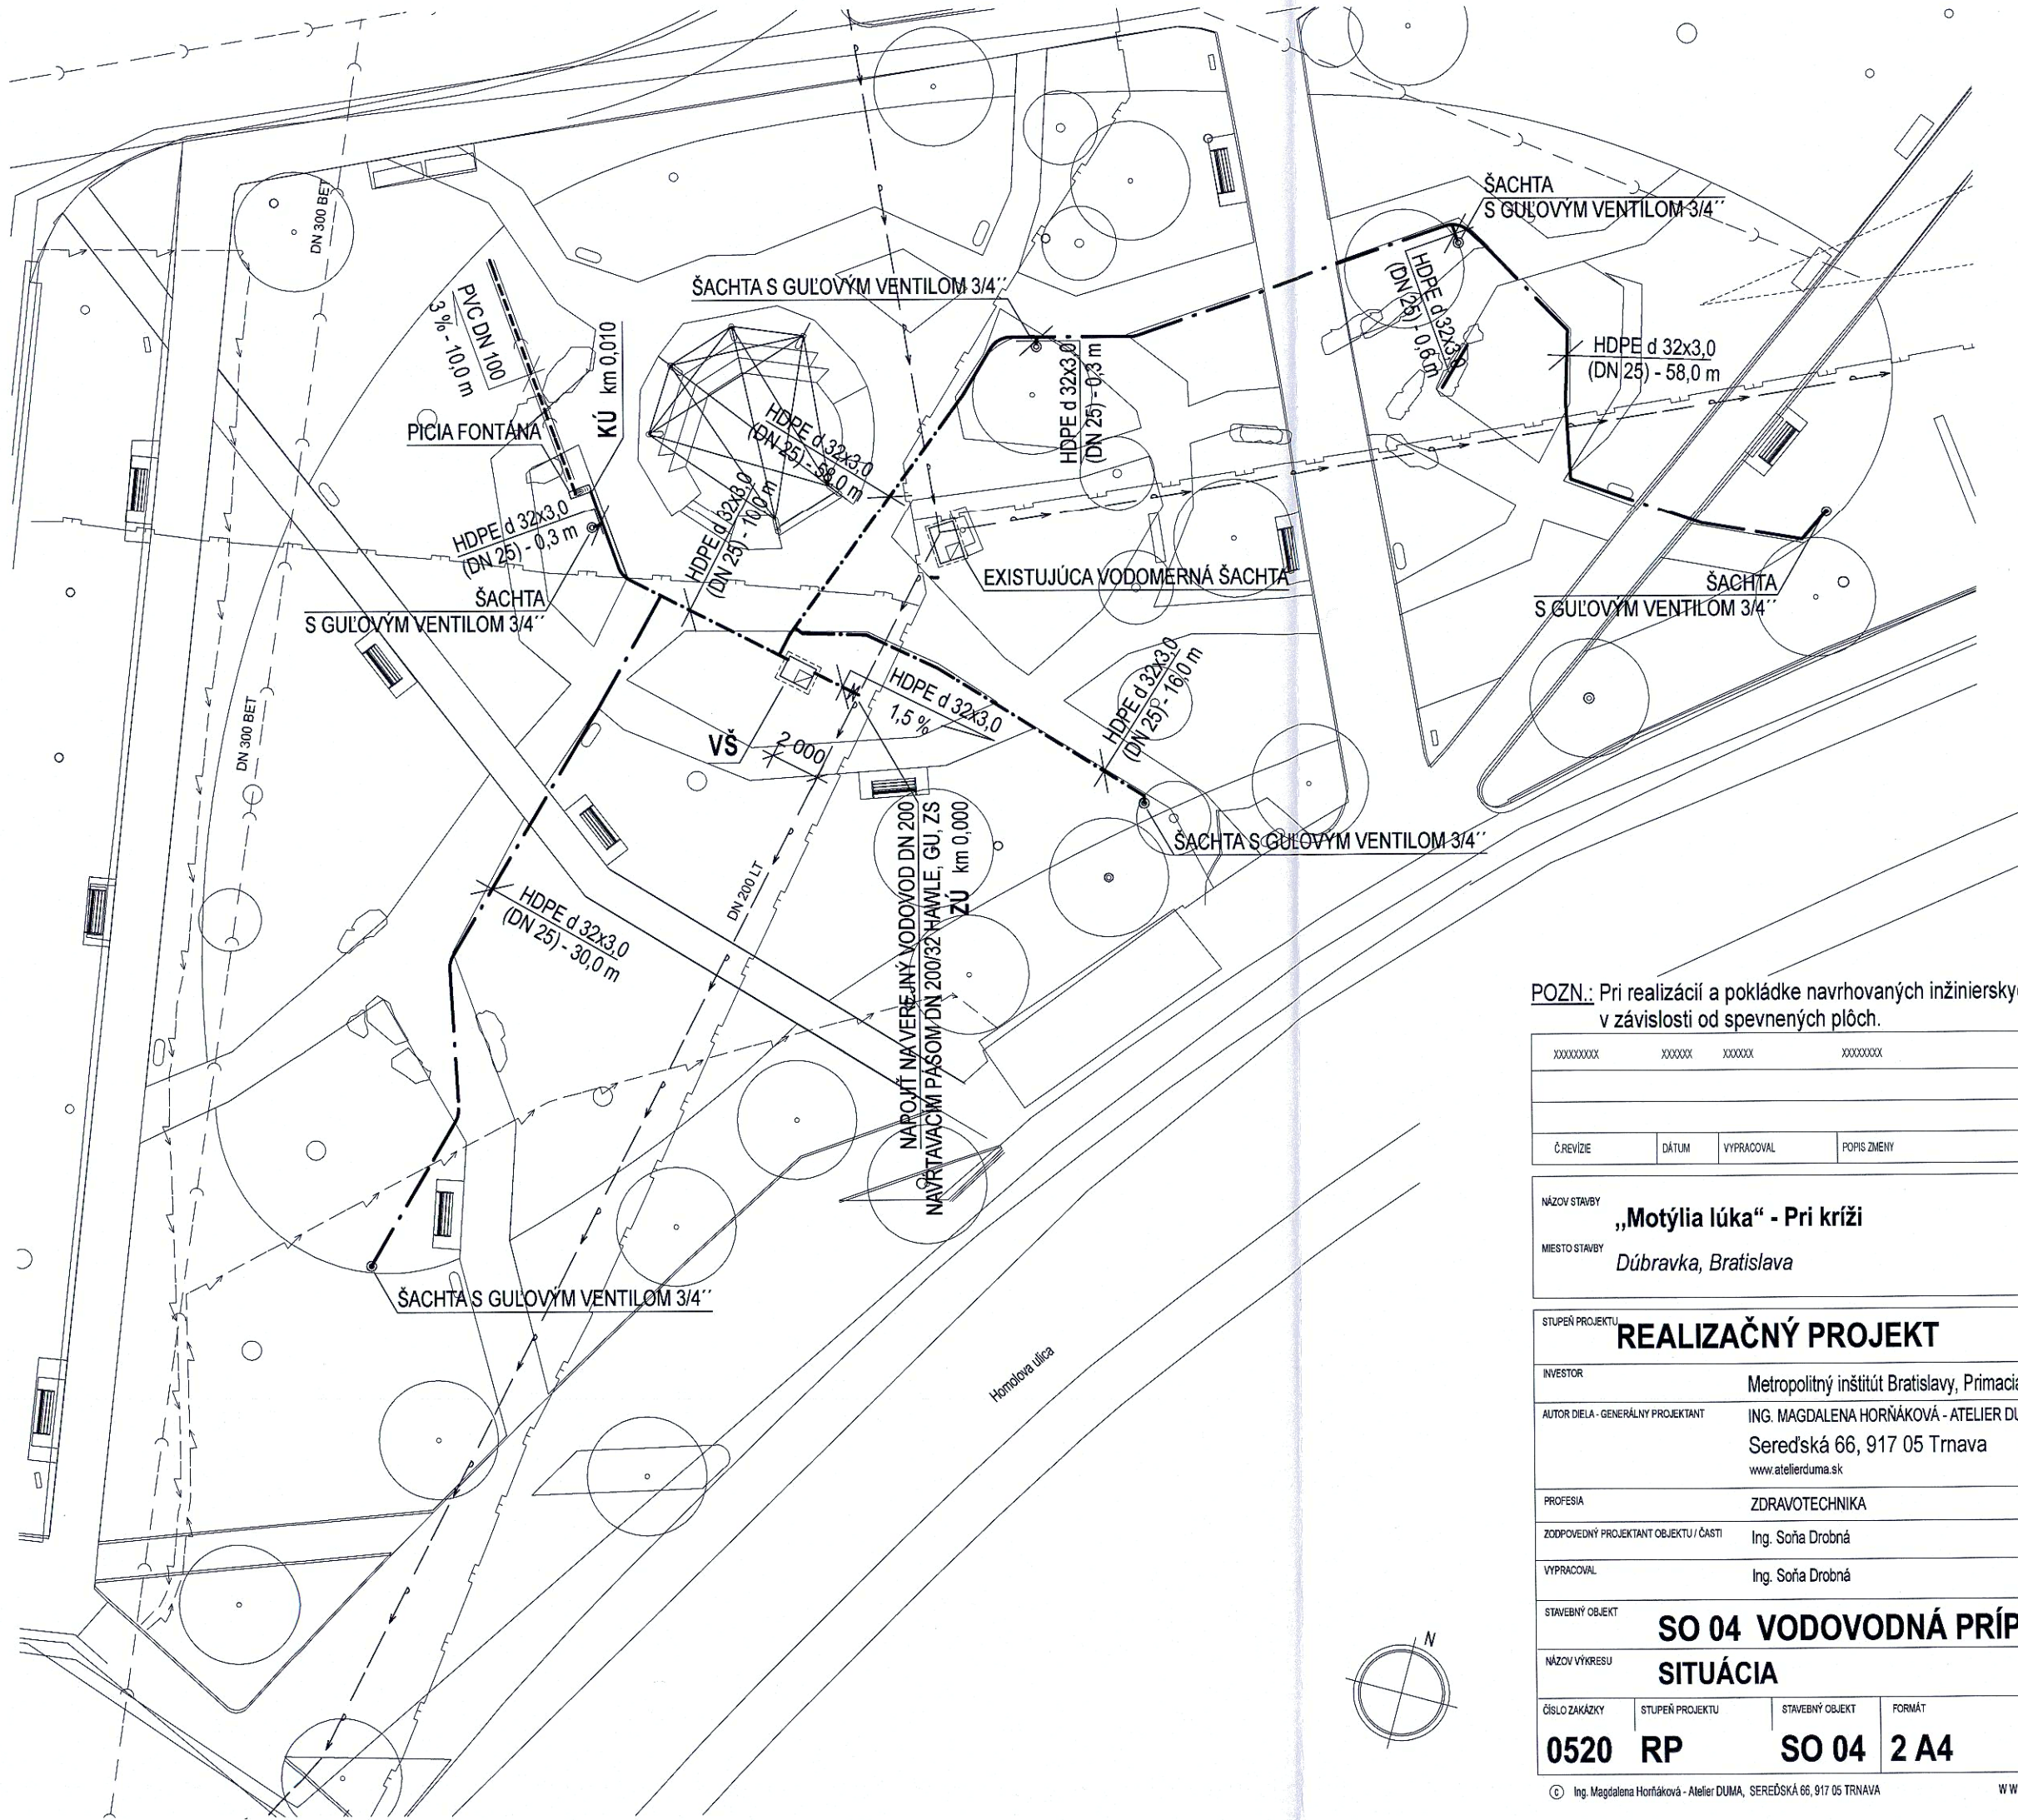 DN 300 BET
ŠACHTA
S GUĽOVÝM VENTILOM 3/4´´
ŠACHTA S GUĽOVÝM VENTILOM 3/4´´
PVC DN 100
3 % - 10,0 m
KÚ km 0,010
HDPE d 32x3,0
(DN 25) - 0,6 m
HDPE d 32x3,0
(DN 25) - 0,3 m
HDPE d 32x3,0
(DN 25) - 58,0 m
PICIA FONTÁNA
HDPE d 32x3,0
(DN 25) - 58,0 m
HDPE d 32x3,0
(DN 25) - 10,0 m
HDPE d 32x3,0
(DN 25) - 0,3 m
EXISTUJÚCA VODOMERNÁ ŠACHTA
ŠACHTA
S GUĽOVÝM VENTILOM 3/4´´
ŠACHTA
S GUĽOVÝM VENTILOM 3/4´´
HDPE d 32x3,0
1,5 %
HDPE d 32x3,0
(DN 25) - 16,0 m
DN 300 BET
VŠ
2 000
ŠACHTA S GUĽOVÝM VENTILOM 3/4´´
DN 200 LT
NAPOJIŤ NA VEREJNÝ VODOVOD DN 200
NAVŔTAVACÍM PÁSOM DN 200/32 HAWLE, GU, ZS
ZÚ km 0,000
HDPE d 32x3,0
(DN 25) - 30,0 m
ŠACHTA S GUĽOVÝM VENTILOM 3/4´´
Homolova ulica
N
POZN.: Pri realizácií a pokládke navrhovaných
v závislosti od spevnených plôch.
XXXXXXXXX XXXXXX XXXXXX XXXXXXXX
Č.REVÍZIE DÁTUM VYPRACOVAL POPIS ZMENY
NÁZOV STAVBY
„Motýlia lúka“ - Pri kríži
MIESTO STAVBY
Dúbravka, Bratislava
STUPEŇ PROJEKTU
REALIZAČNÝ PROJEKT
INVESTOR
Metropolitný inštitút Bratislavy,
AUTOR DIELA - GENERÁLNY PROJEKTANT
ING. MAGDALENA HORŇÁKOVÁ - ATELIER
Sereďská 66, 917 05 Trnava
www.atelierduma.sk
PROFESIA ZDRAVOTECHNIKA
ZODPOVEDNÝ PROJEKTANT OBJEKTU / ČASTI Ing. Soňa Drobná
VYPRACOVAL Ing. Soňa Drobná
STAVEBNÝ OBJEKT
SO 04 VODOVODNÁ
NÁZOV VÝKRESU
SITUÁCIA
ČÍSLO ZAKÁZKY STUPEŇ PROJEKTU STAVEBNÝ OBJEKT FORMÁT
0520 RP SO 04 2 A4
© Ing. Magdalena Horňáková - Atelier DUMA, SEREĎSKÁ 66, 917 05 TRNAVA